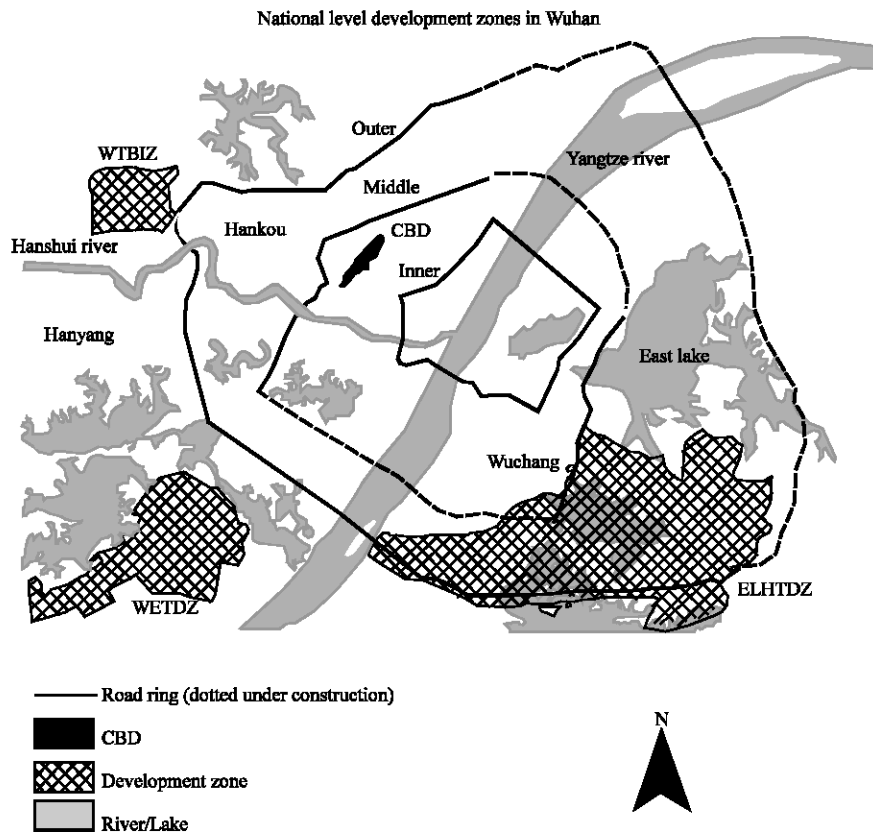 National level development zones in Wuhan
Outer
WTBIZ
Yangtze river
Middle
Hankou
CBD
Hanshui river
Inner
Hanyang
East lake
Wuchang
ELHTDZ
WETDZ
Road ring (dotted under construction)
N
CBD
Development zone
River/Lake